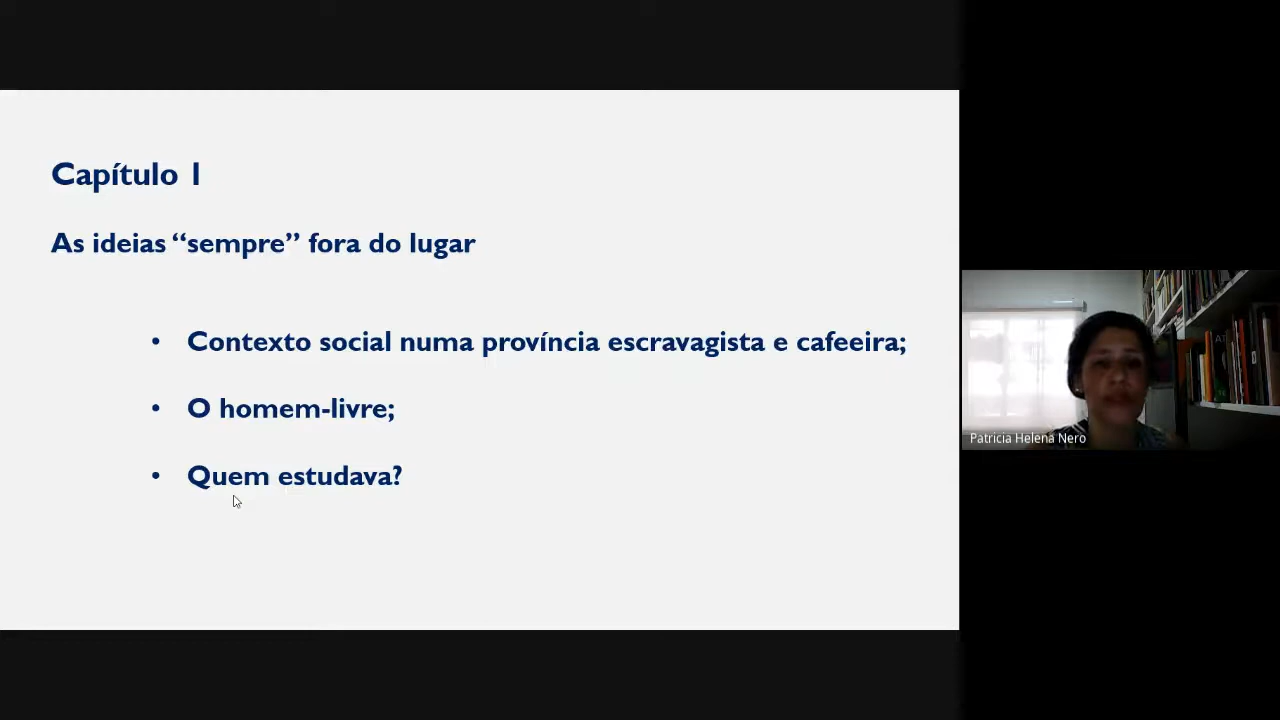 Capítulo 1
As ideias “sempre” fora do lugar
• Contexto social numa província escravagista e cafeeira;
• O homem-livre;
• Quem estudava?
Patricia Helena Nero